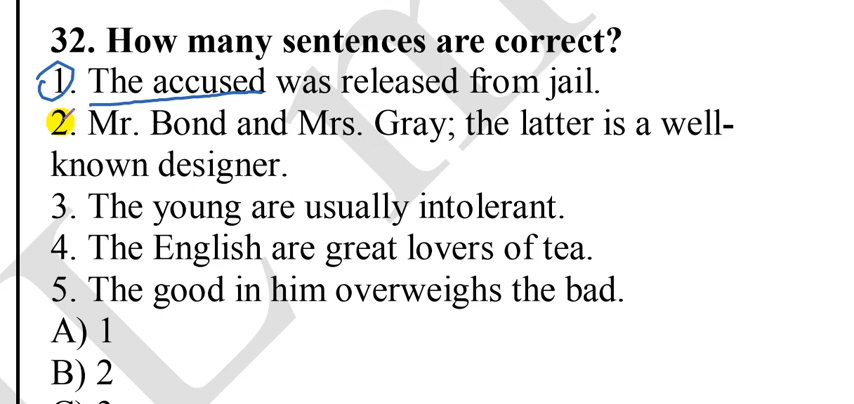 32. How many sentences are correct?
1. The accused was released from jail.
2. Mr. Bond and Mrs. Gray; the latter is a well-
known designer.
3. The young are usually intolerant.
4. The English are great lovers of tea.
5. The good in him overweighs the bad.
A) 1
B) 2